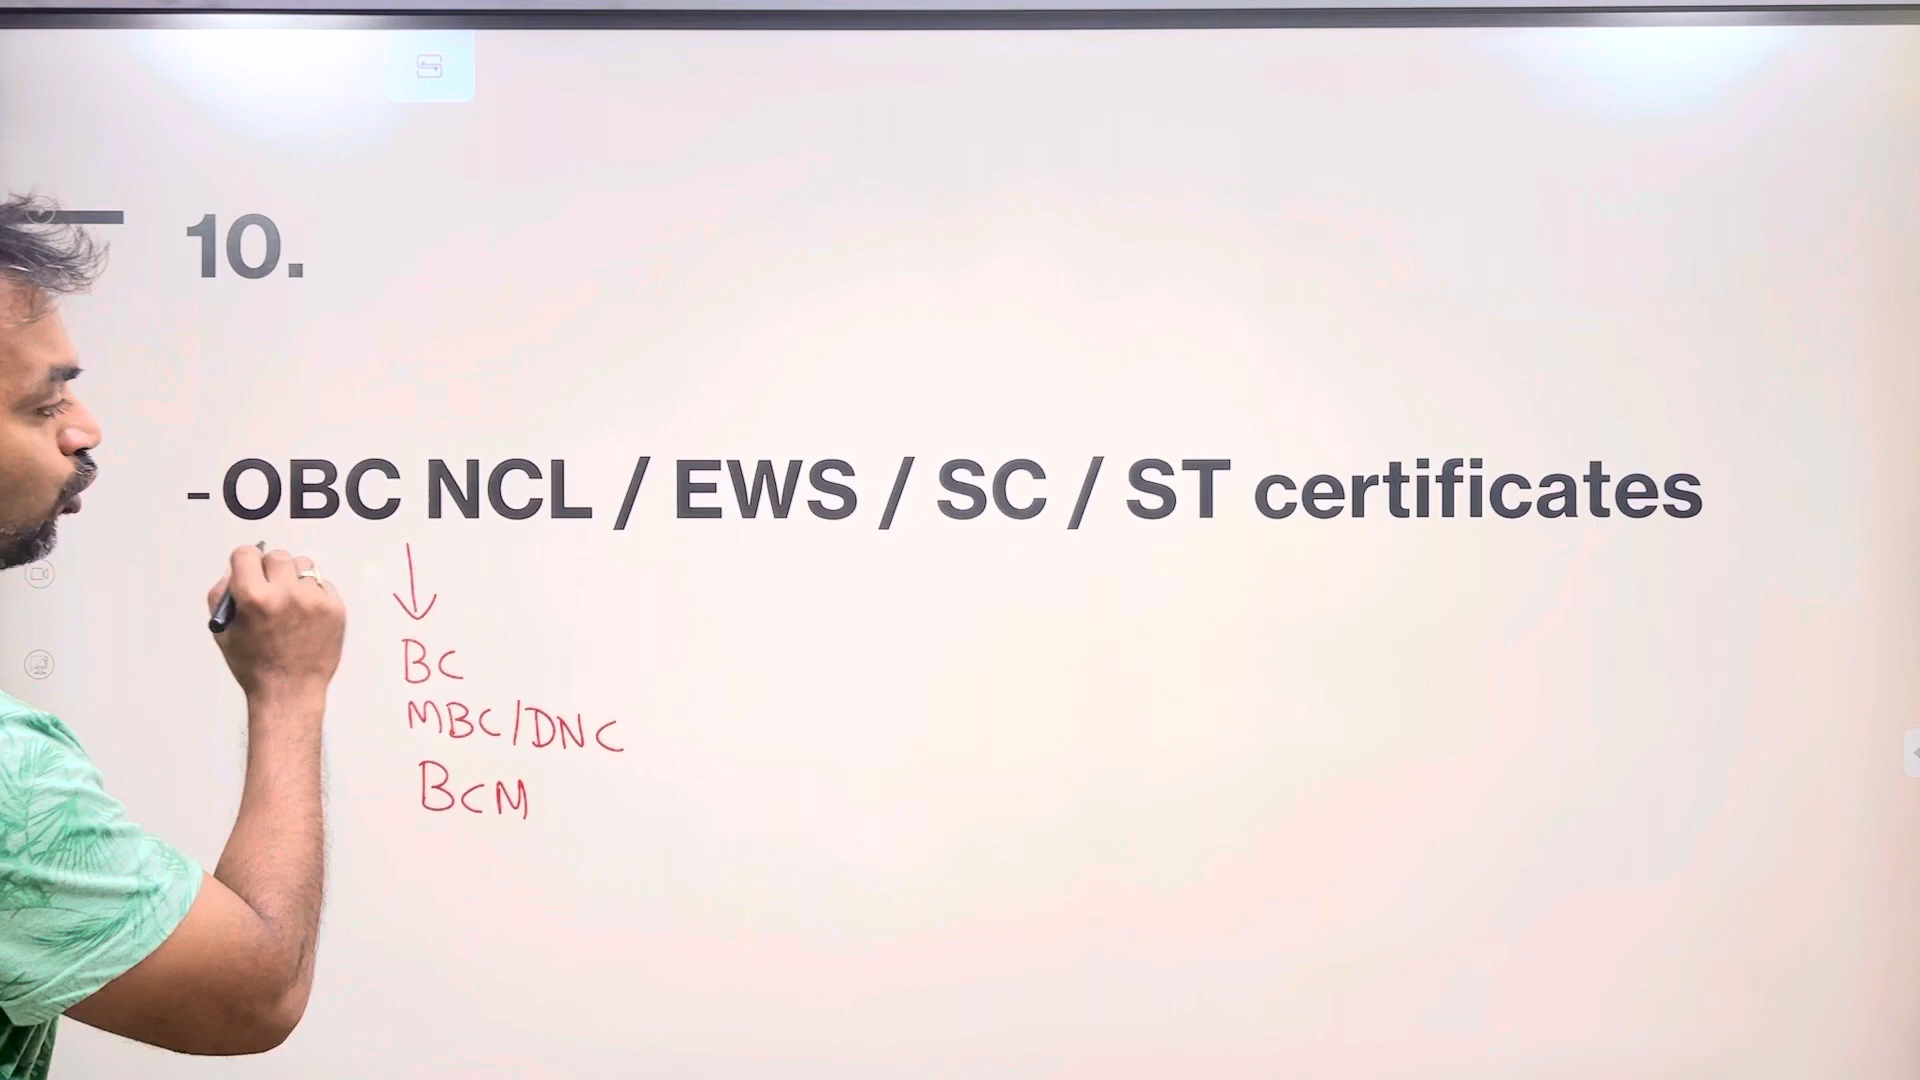 10.
-OBC NCL / EWS / SC / ST certificates
BC
MBC/DNC
BCM